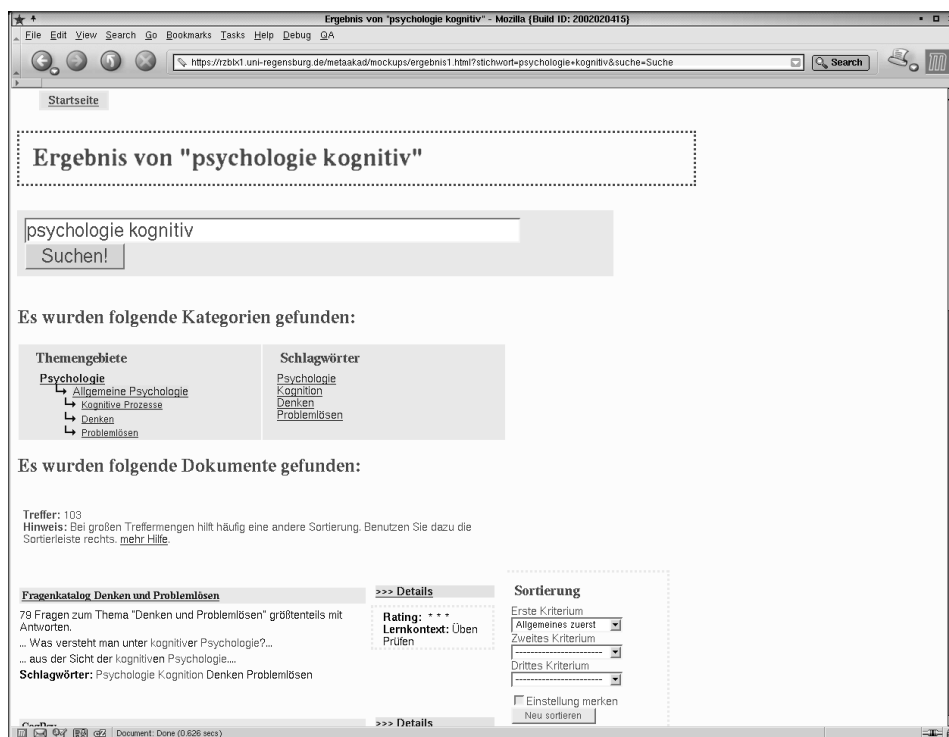 Ergebnis von "psychologie kognitiv" - Mozilla {Build ID: 2002020415}
File Edit View Search Go Bookmarks Tasks Help Debug QA
https://rzblx1.uni-regensburg.de/metaakad/mockups/ergebnis1.html?stichwort=psychologie+kognitiv&suche=Suche
Search
Startseite
Ergebnis von "psychologie kognitiv"
psychologie kognitiv
Suchen!
Es wurden folgende Kategorien gefunden:
Themengebiete
Psychologie
Allgemeine Psychologie
Kognitive Prozesse
Denken
Problemlösen
Schlagwörter
Psychologie
Kognition
Denken
Problemlösen
Es wurden folgende Dokumente gefunden:
Treffer: 103
Hinweis: Bei großen Treffermengen hilft häufig eine andere Sortierung. Benutzen Sie dazu die
Sortierleiste rechts. mehr Hilfe.
Fragenkatalog Denken und Problemlösen
79 Fragen zum Thema "Denken und Problemlösen" größtenteils mit
Antworten.
... Was versteht man unter kognitiver Psychologie?...
... aus der Sicht der kognitiven Psychologie....
Schlagwörter: Psychologie Kognition Denken Problemlösen
>>> Details
Rating: * * *
Lernkontext: Üben
Prüfen
Sortierung
Erste Kriterium
Allgemeines zuerst
Zweites Kriterium
-----------------------
Drittes Kriterium
-----------------------
Einstellung merken
Neu sortieren
>>> Details
Document: Done (0.626 secs)